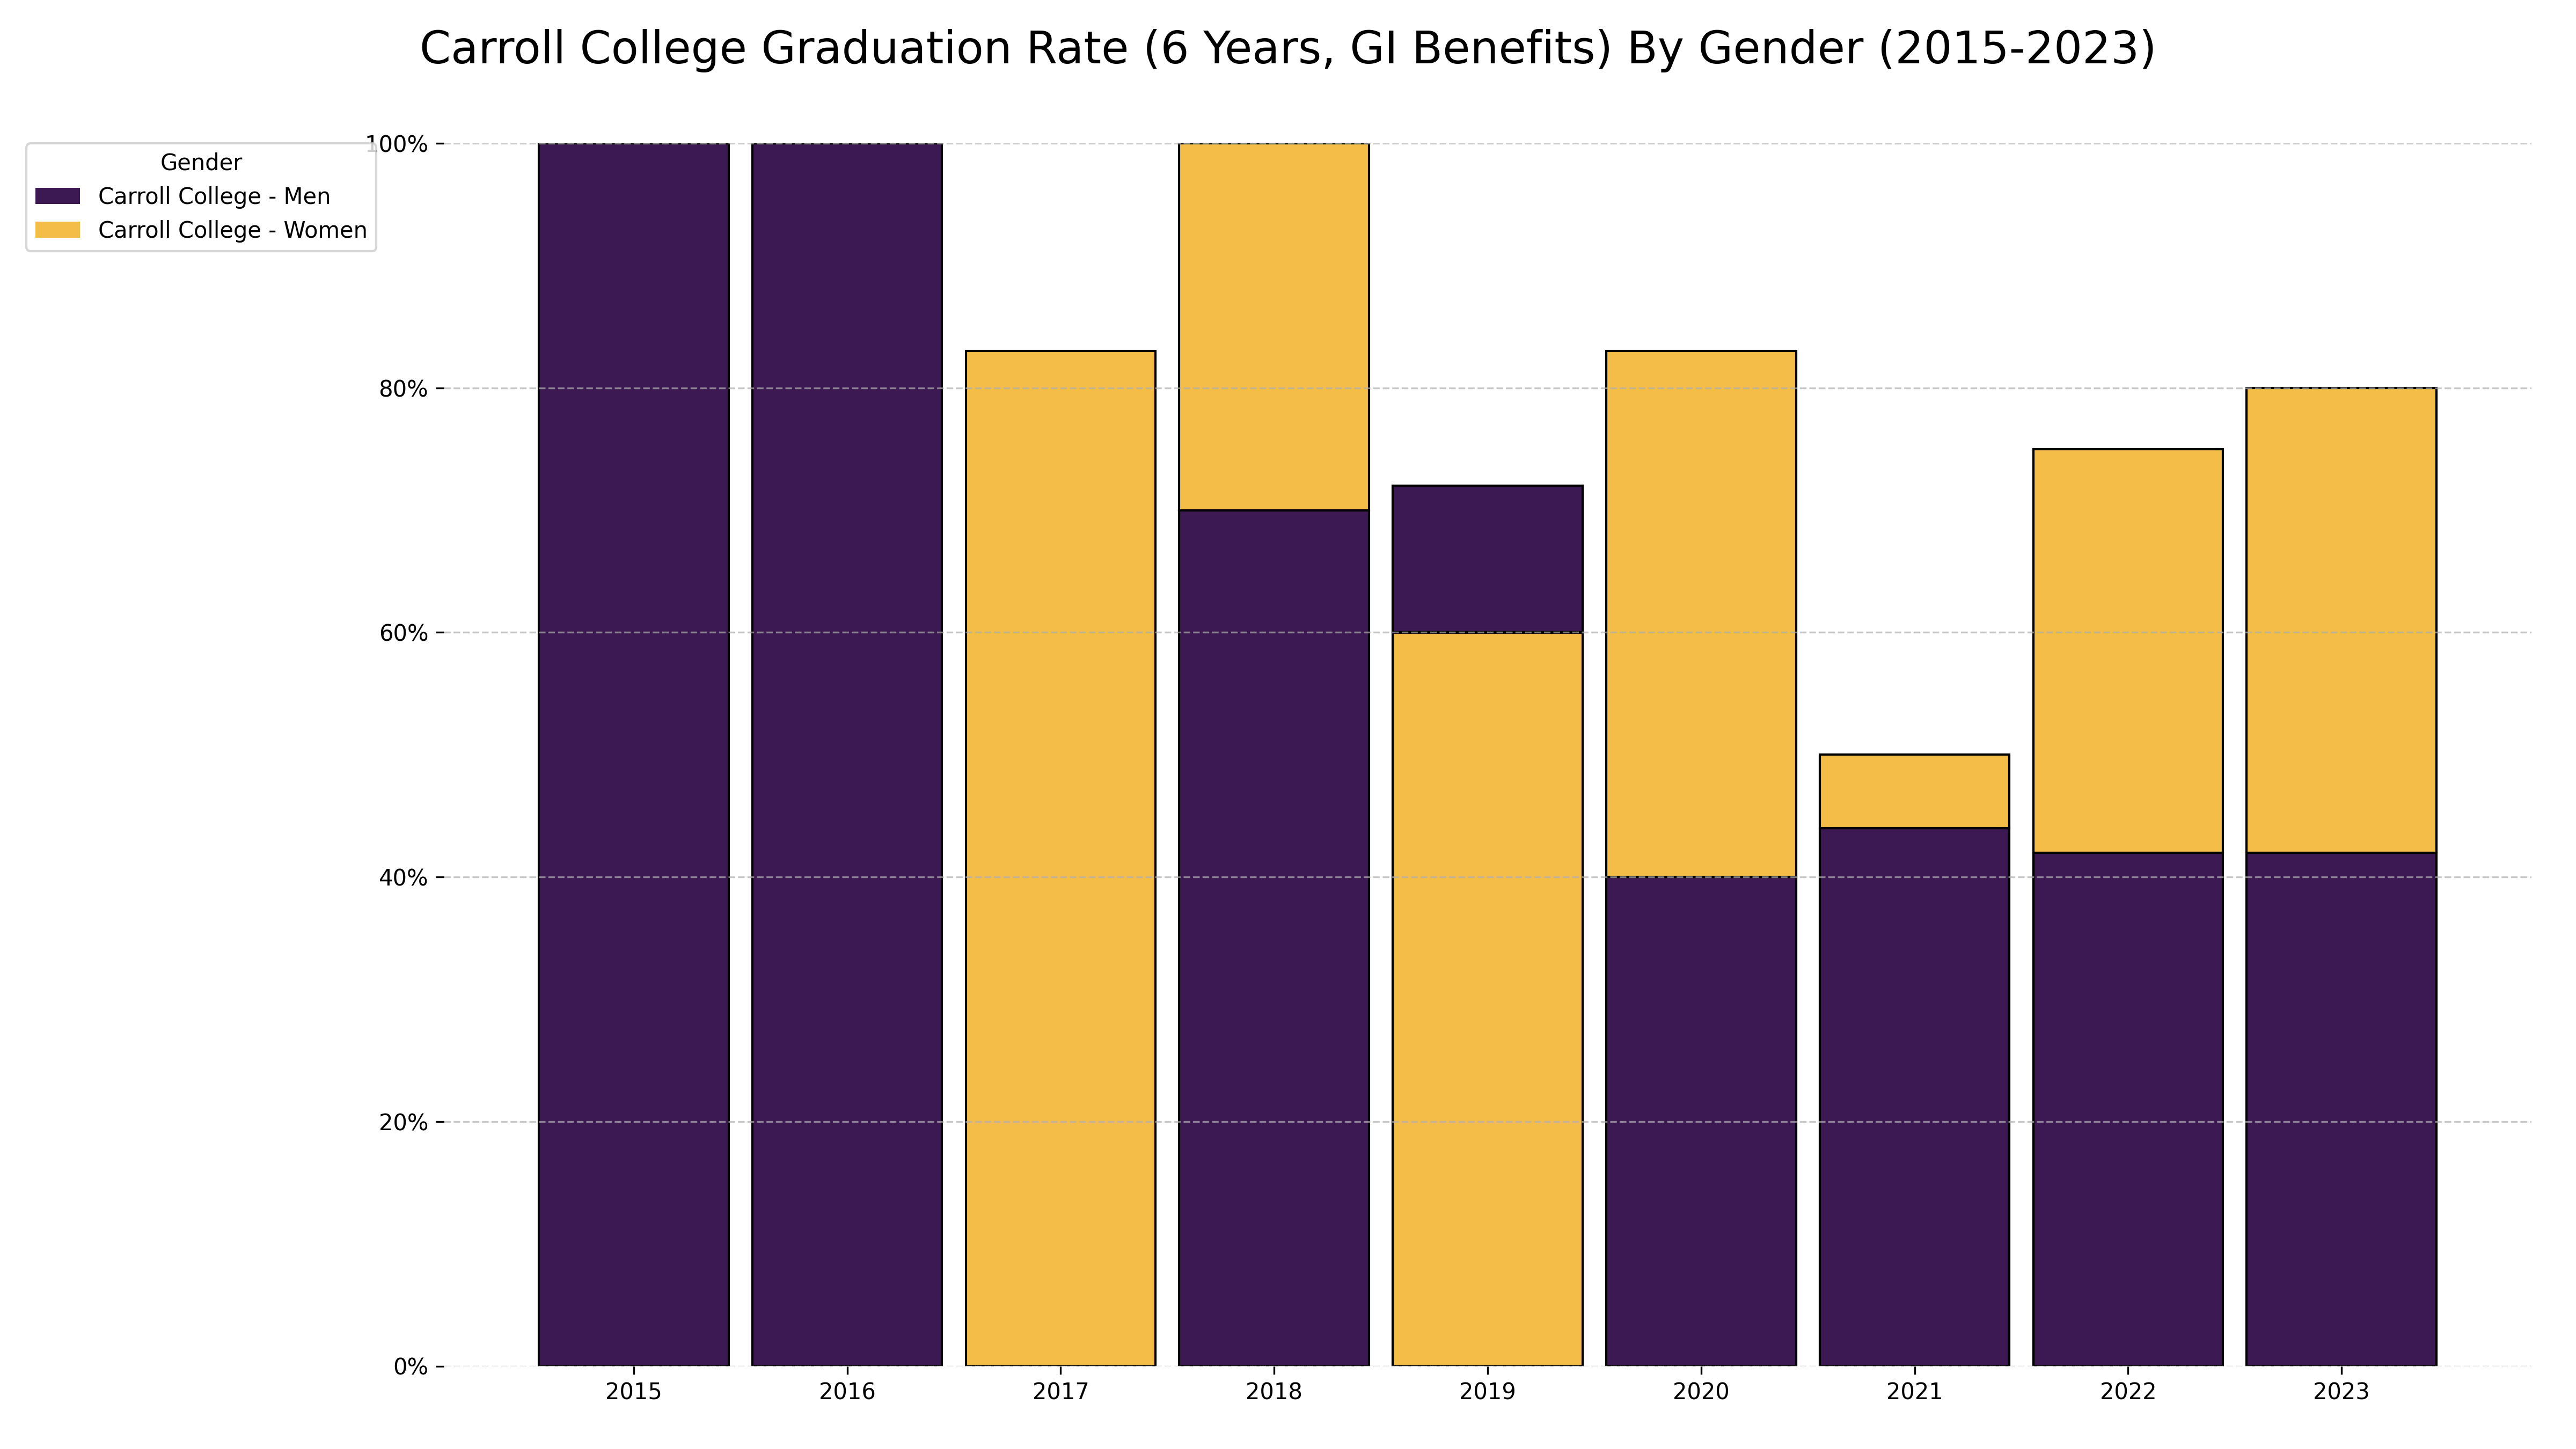 Carroll College Graduation Rate (6 Years, GI Benefits) By Gender (2015-2023)
Gender
Carroll College - Men
Carroll College - Women
100%
80%
60%
40%
20%
0%
2015 2016 2017 2018 2019 2020 2021 2022 2023